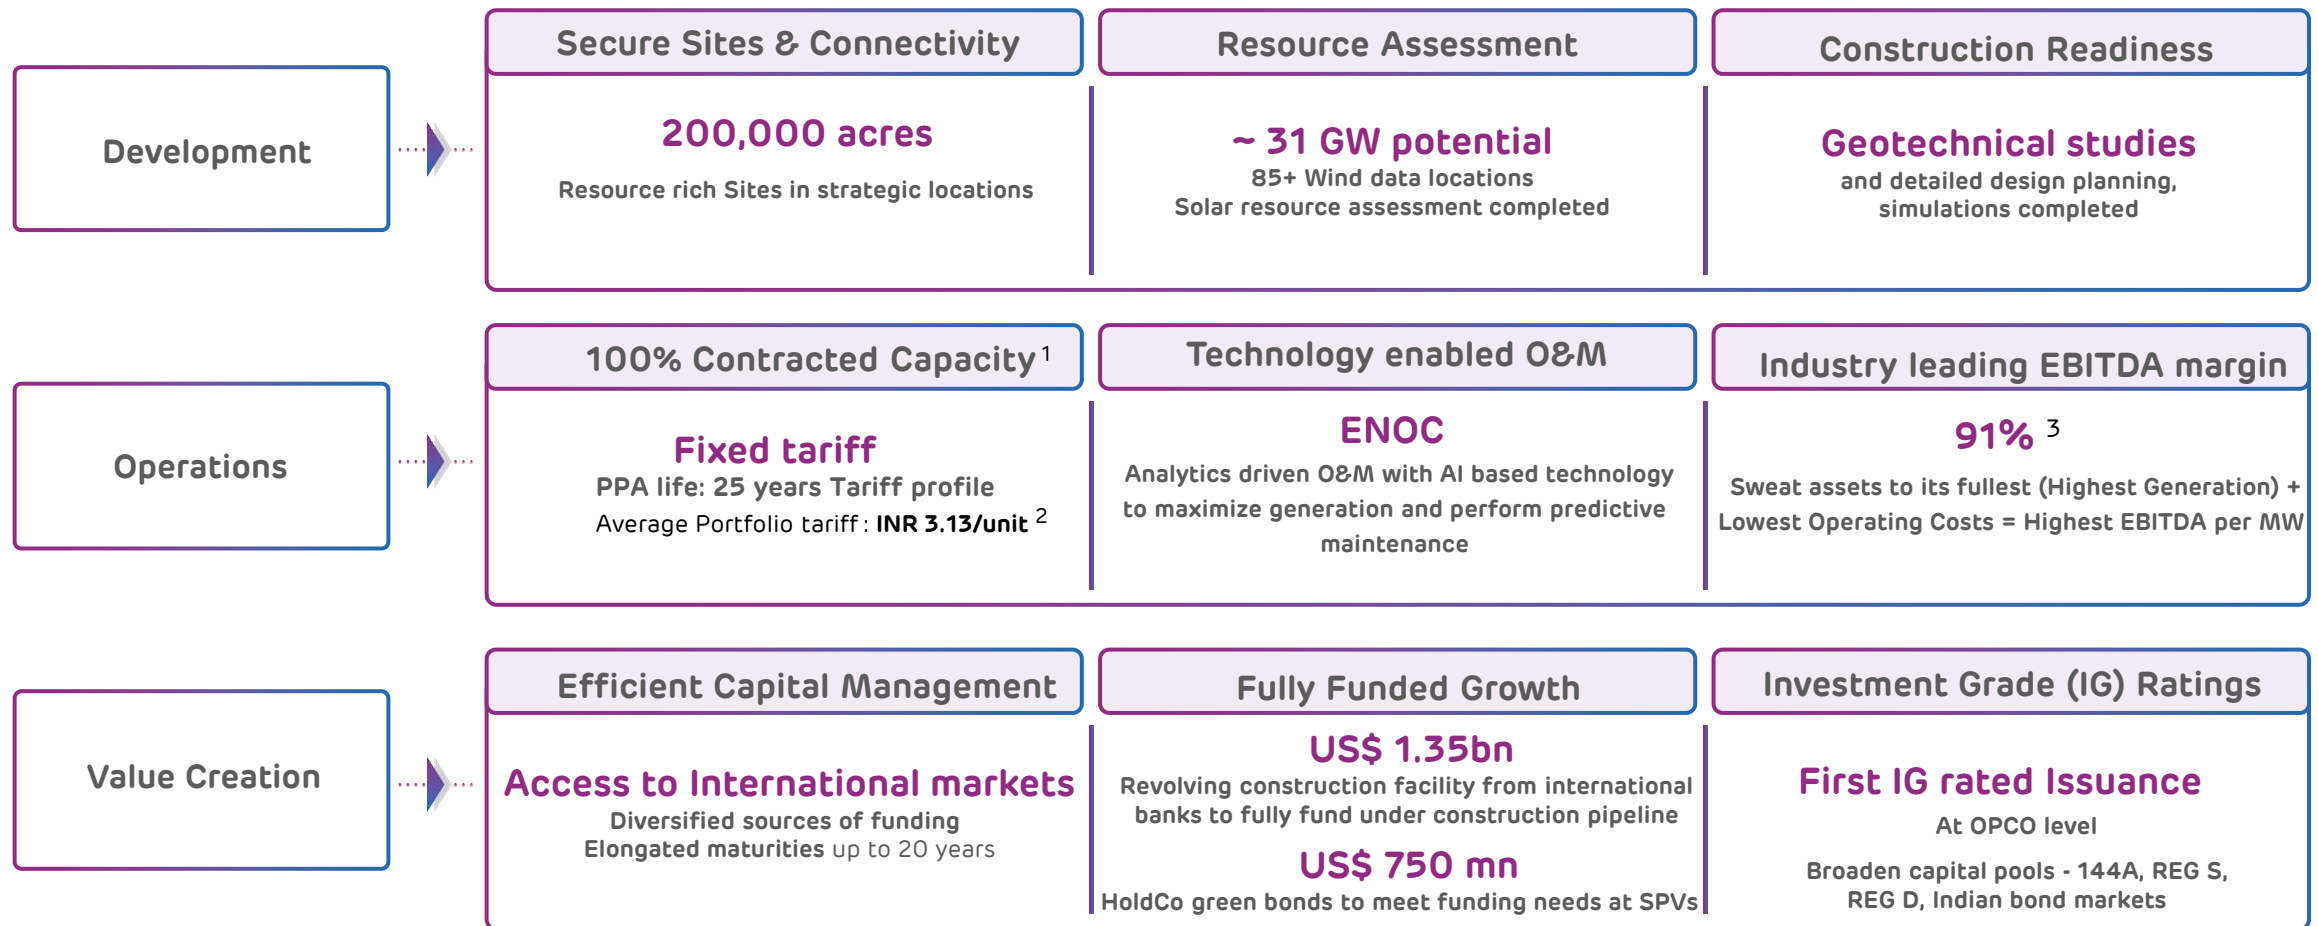 Development
Secure Sites & Connectivity
200,000 acres
Resource rich Sites in strategic locations
Resource Assessment
~ 31 GW potential
85+ Wind data locations
Solar resource assessment completed
Construction Readiness
Geotechnical studies
and detailed design planning,
simulations completed
Operations
100% Contracted Capacity 1
Fixed tariff
PPA life: 25 years Tariff profile
Average Portfolio tariff : INR 3.13/unit 2
Technology enabled O&M
ENOC
Analytics driven O&M with AI based technology
to maximize generation and perform predictive
maintenance
Industry leading EBITDA margin
91% 3
Sweat assets to its fullest (Highest Generation) +
Lowest Operating Costs = Highest EBITDA per MW
Value Creation
Efficient Capital Management
Access to International markets
Diversified sources of funding
Elongated maturities up to 20 years
Fully Funded Growth
US$ 1.35bn
Revolving construction facility from international
banks to fully fund under construction pipeline
US$ 750 mn
HoldCo green bonds to meet funding needs at SPVs
Investment Grade (IG) Ratings
First IG rated Issuance
At OPCO level
Broaden capital pools - 144A, REG S,
REG D, Indian bond markets